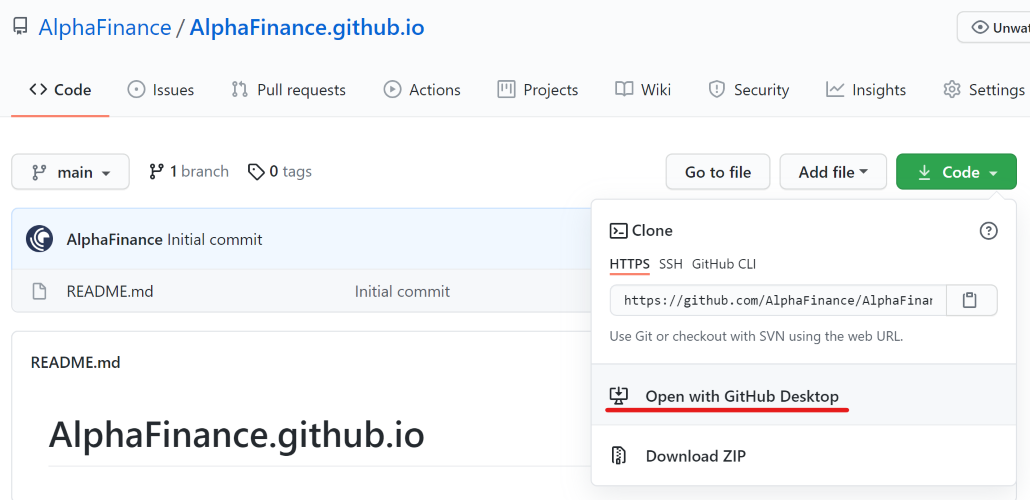 AlphaFinance / AlphaFinance.github.io
Code Issues Pull requests Actions Projects Wiki Security Insights Settings
main 1 branch 0 tags Go to file Add file Code
AlphaFinance Initial commit
README.md Initial commit
Clone
HTTPS SSH GitHub CLI
https://github.com/AlphaFinance/AlphaFinan
Use Git or checkout with SVN using the web URL.
Open with GitHub Desktop
Download ZIP
README.md
AlphaFinance.github.io